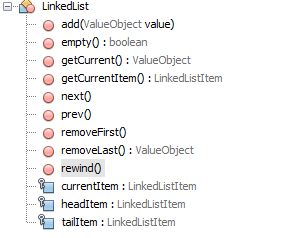 LinkedList
add(ValueObject value)
empty() : boolean
getCurrent() : ValueObject
getCurrentItem() : LinkedListItem
next()
prev()
removeFirst()
removeLast() : ValueObject
rewind()
currentItem : LinkedListItem
headItem : LinkedListItem
tailItem : LinkedListItem